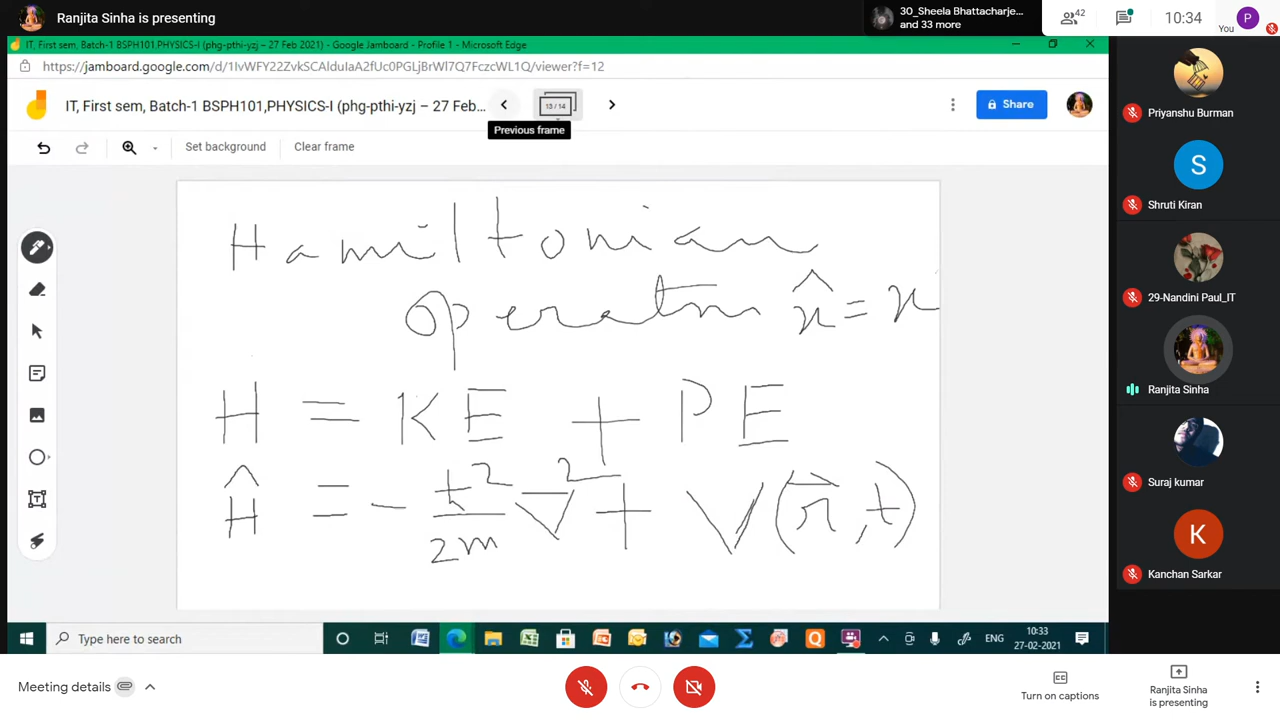 Ranjita Sinha is presenting
30_Sheela Bhattacharje...
and 33 more
42
10:34
P
You
IT, First sem, Batch-1 BSPH101,PHYSICS-I (phg-pthi-yzj – 27 Feb 2021) - Google Jamboard - Profile 1 - Microsoft Edge
https://jamboard.google.com/d/1IvWFY22ZvkSCAlduIaA2fUc0PGLjBrWl7Q7FczcWL1Q/viewer?f=12
IT, First sem, Batch-1 BSPH101,PHYSICS-I (phg-pthi-yzj – 27 Feb...
13 / 14
Share
Previous frame
Set background
Clear frame
Hamiltonian
operator x̂ = x
H = KE + PE
Ĥ = - ħ²/2m ∇² + V(r⃗,t)
Priyanshu Burman
S
Shruti Kiran
29-Nandini Paul_IT
Ranjita Sinha
Suraj kumar
K
Kanchan Sarkar
Type here to search
ENG
10:33
27-02-2021
Meeting details
Turn on captions
Ranjita Sinha
is presenting